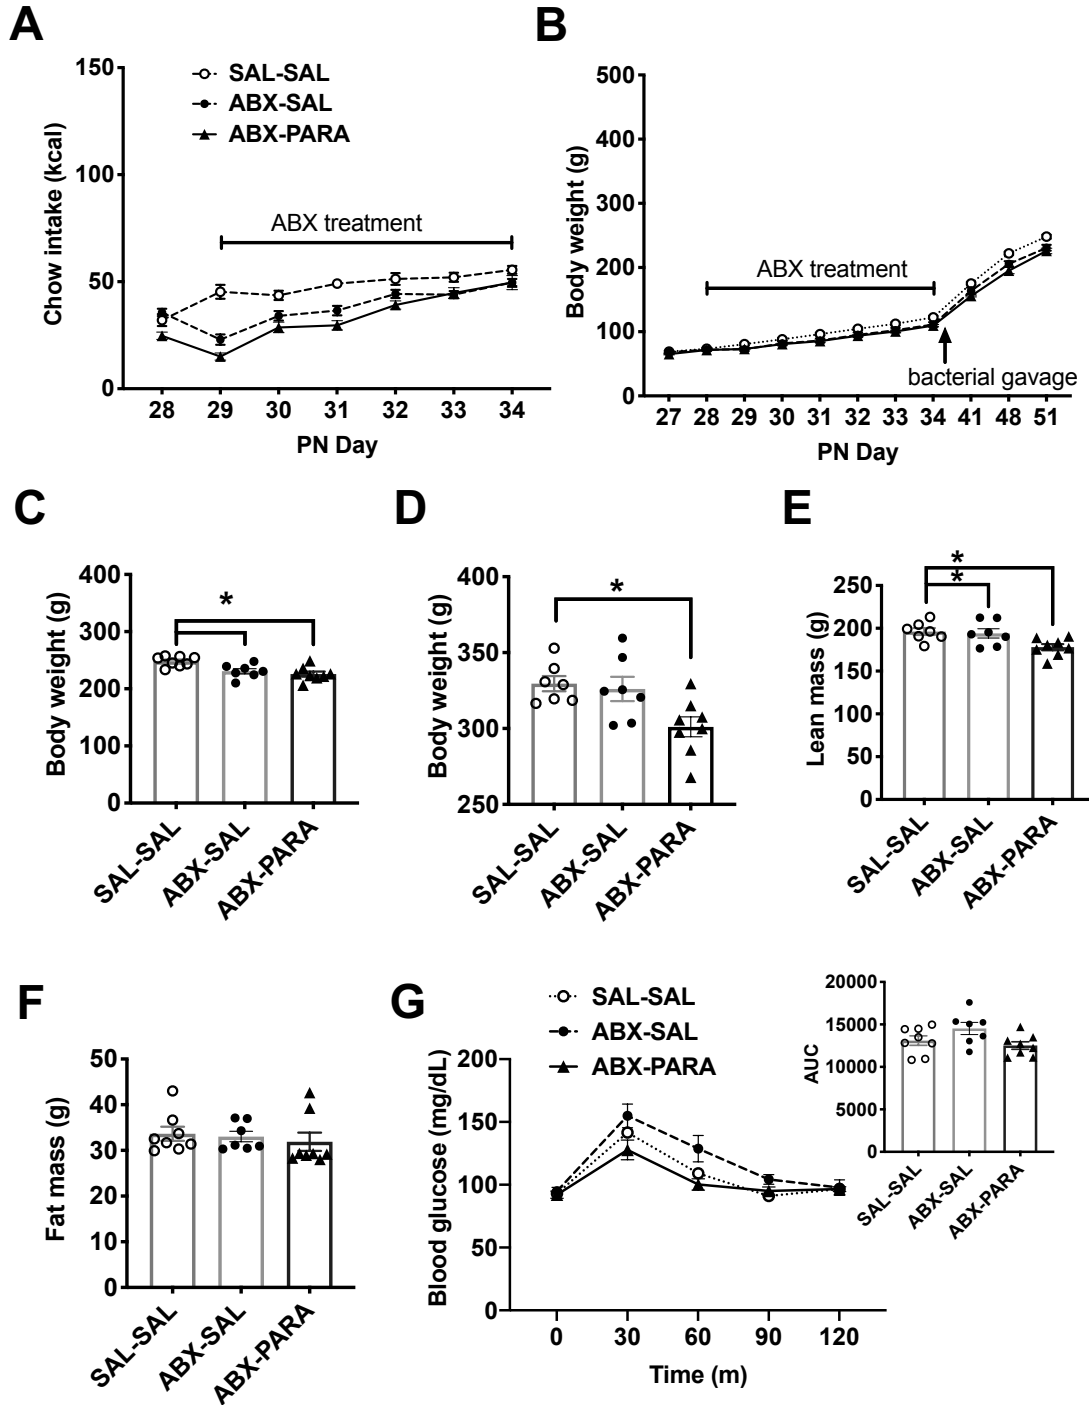 A
150
100
50
0
Chow intake (kcal)
SAL-SAL
ABX-SAL
ABX-PARA
ABX treatment
28 29 30 31 32 33 34
PN Day
B
500
400
300
200
100
0
Body weight (g)
ABX treatment
bacterial gavage
27 28 29 30 31 32 33 34 41 48 51
PN Day
C
400
300
200
100
0
Body weight (g)
*
SAL-SAL
ABX-SAL
ABX-PARA
D
400
350
300
250
Body weight (g)
*
SAL-SAL
ABX-SAL
ABX-PARA
E
250
200
150
100
50
0
Lean mass (g)
*
*
SAL-SAL
ABX-SAL
ABX-PARA
F
50
40
30
20
10
0
Fat mass (g)
SAL-SAL
ABX-SAL
ABX-PARA
G
SAL-SAL
ABX-SAL
ABX-PARA
200
150
100
50
0
Blood glucose (mg/dL)
0 30 60 90 120
Time (m)
20000
15000
10000
5000
0
AUC
SAL-SAL
ABX-SAL
ABX-PARA